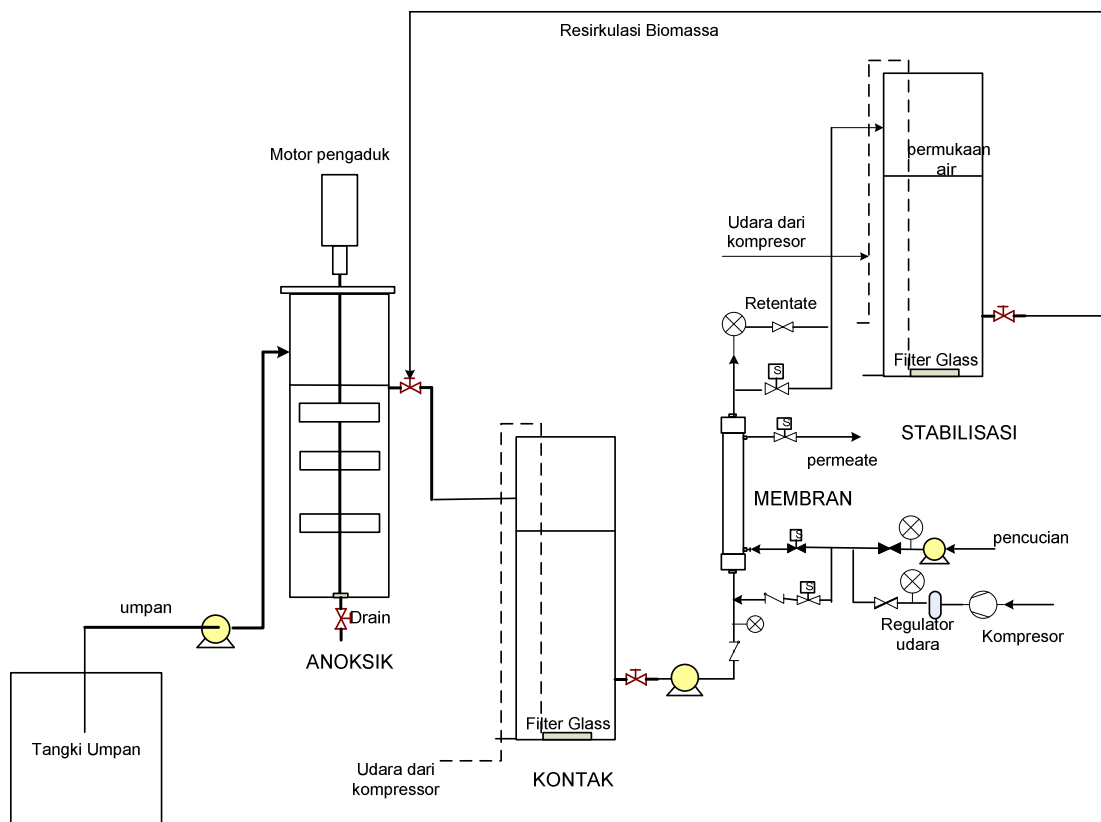 Resirkulasi Biomassa
Motor pengaduk
permukaan
air
Udara dari
kompresor
Retentate
S
Filter Glass
STABILISASI
S
permeate
MEMBRAN
S
pencucian
umpan
Drain
S
Regulator
udara
Kompresor
ANOKSIK
Tangki Umpan
Filter Glass
Udara dari
kompressor
KONTAK